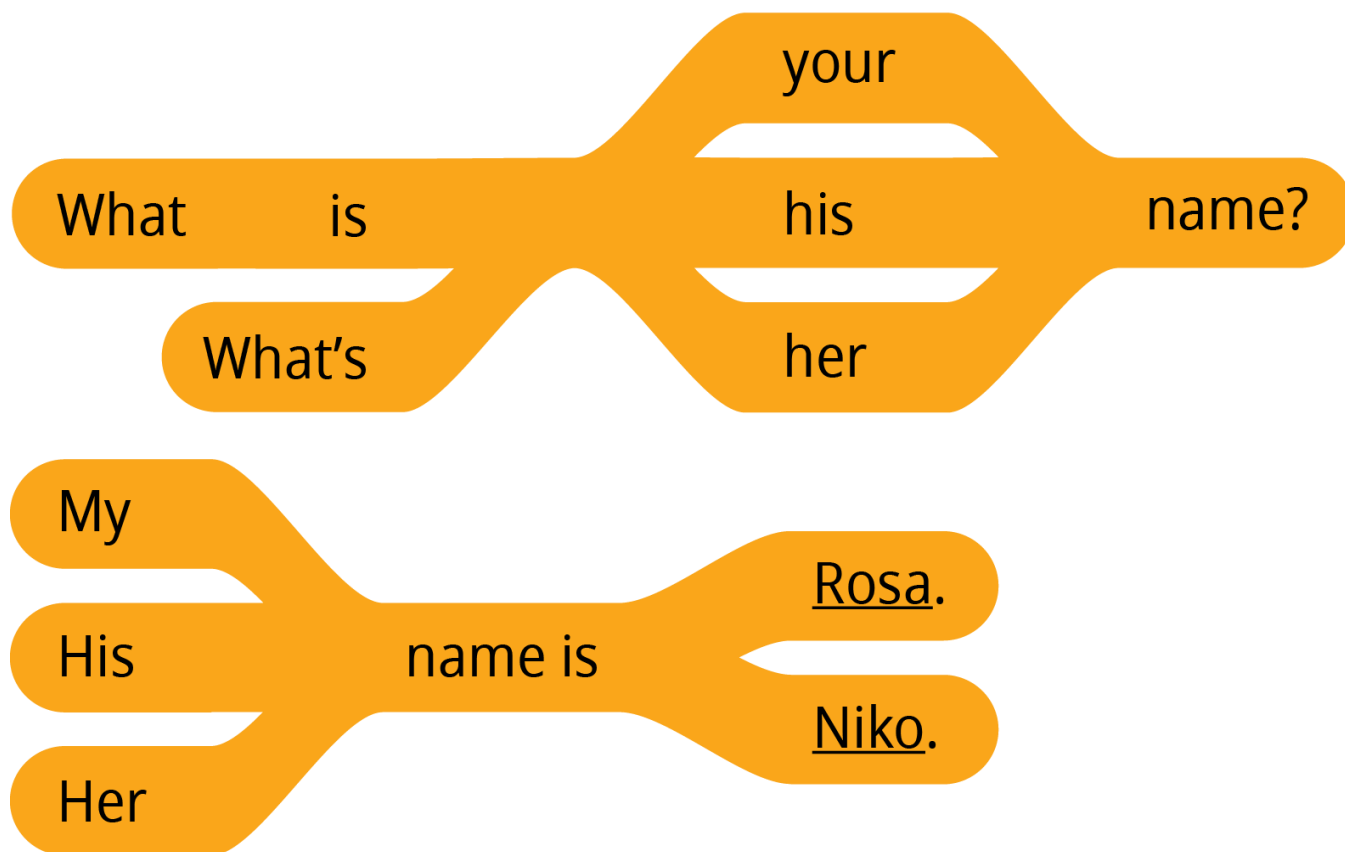 your
What is his name?
What's her
My
Rosa.
His name is
Niko.
Her